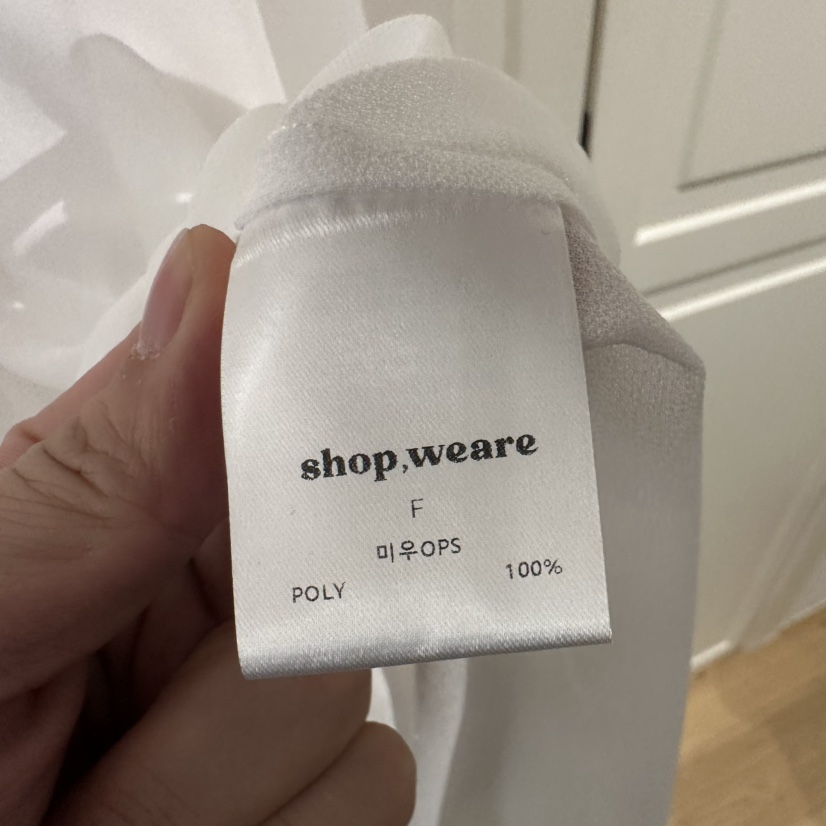 shop,weare
F
미우OPS
POLY 100%